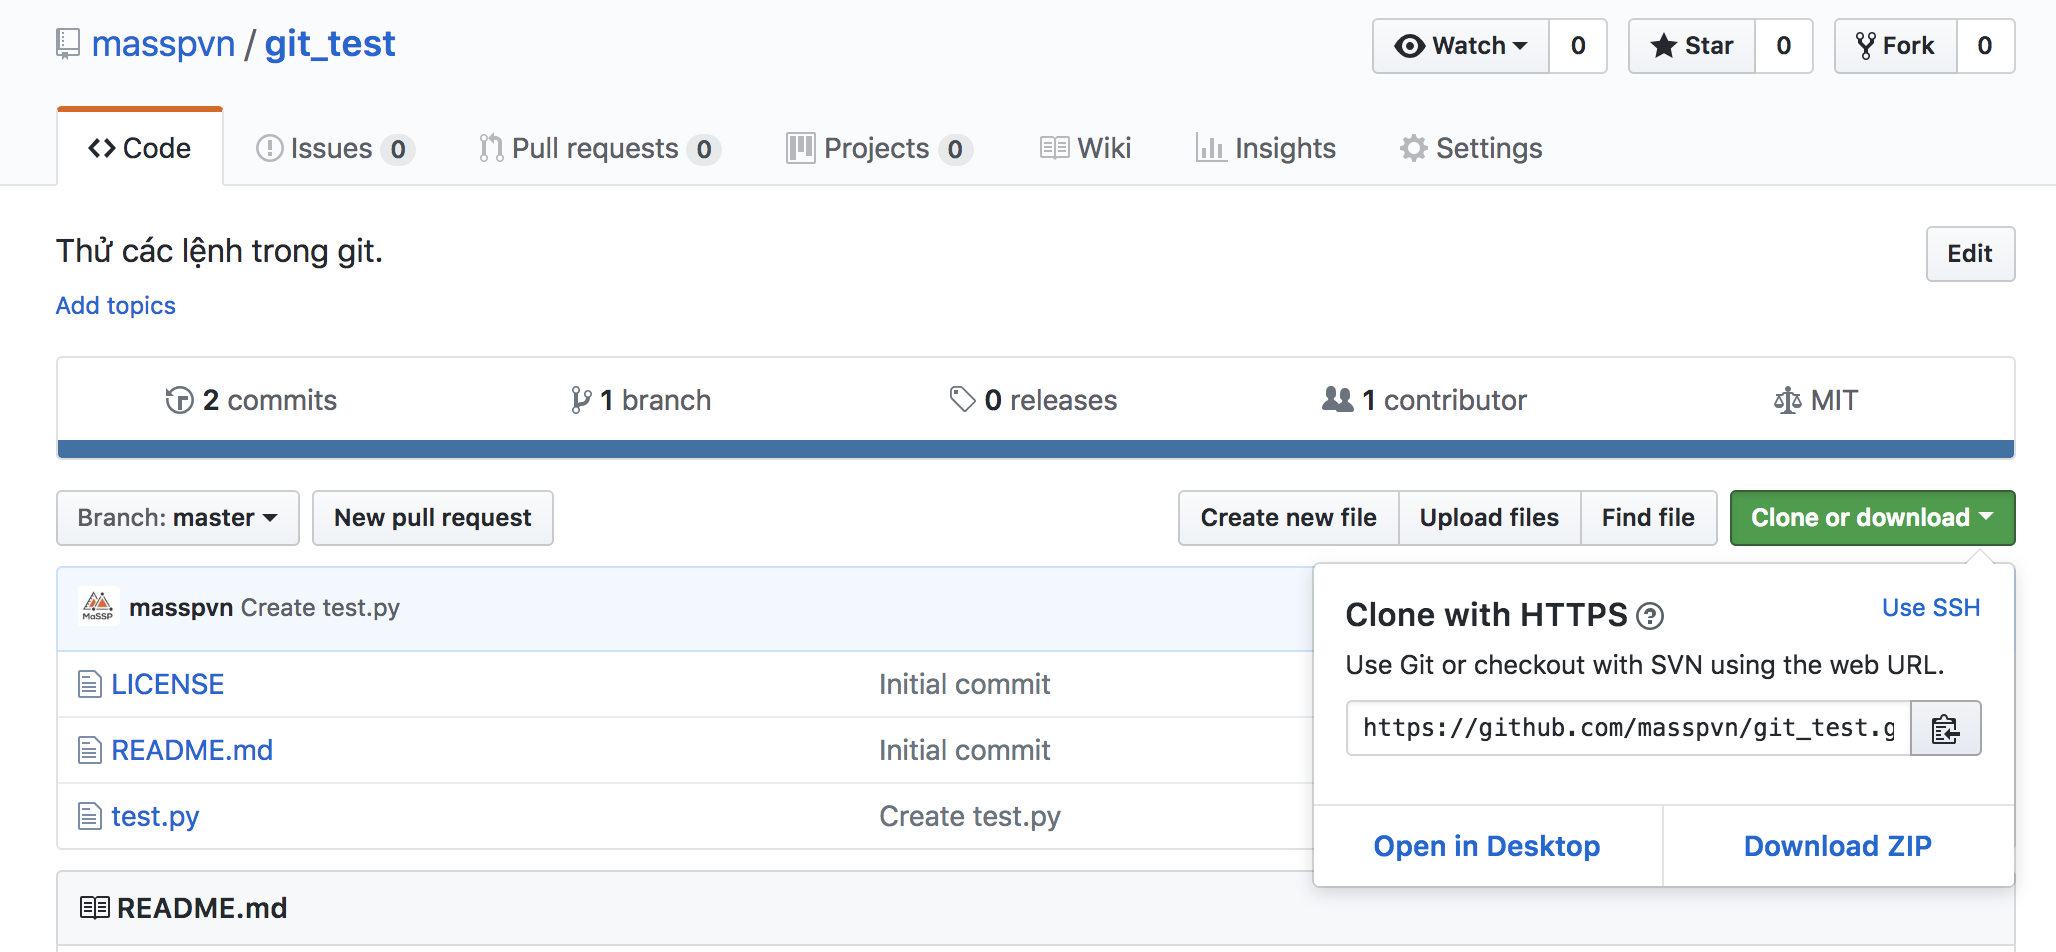 masspvn / git_test
Watch 0 Star 0 Fork 0
Code Issues 0 Pull requests 0 Projects 0 Wiki Insights Settings
Thử các lệnh trong git.
Edit
Add topics
2 commits 1 branch 0 releases 1 contributor MIT
Branch: master New pull request Create new file Upload files Find file Clone or download
MaSSP masspvn Create test.py
LICENSE Initial commit
README.md Initial commit
test.py Create test.py
README.md
Clone with HTTPS ? Use SSH
Use Git or checkout with SVN using the web URL.
https://github.com/masspvn/git_test.g
Open in Desktop Download ZIP